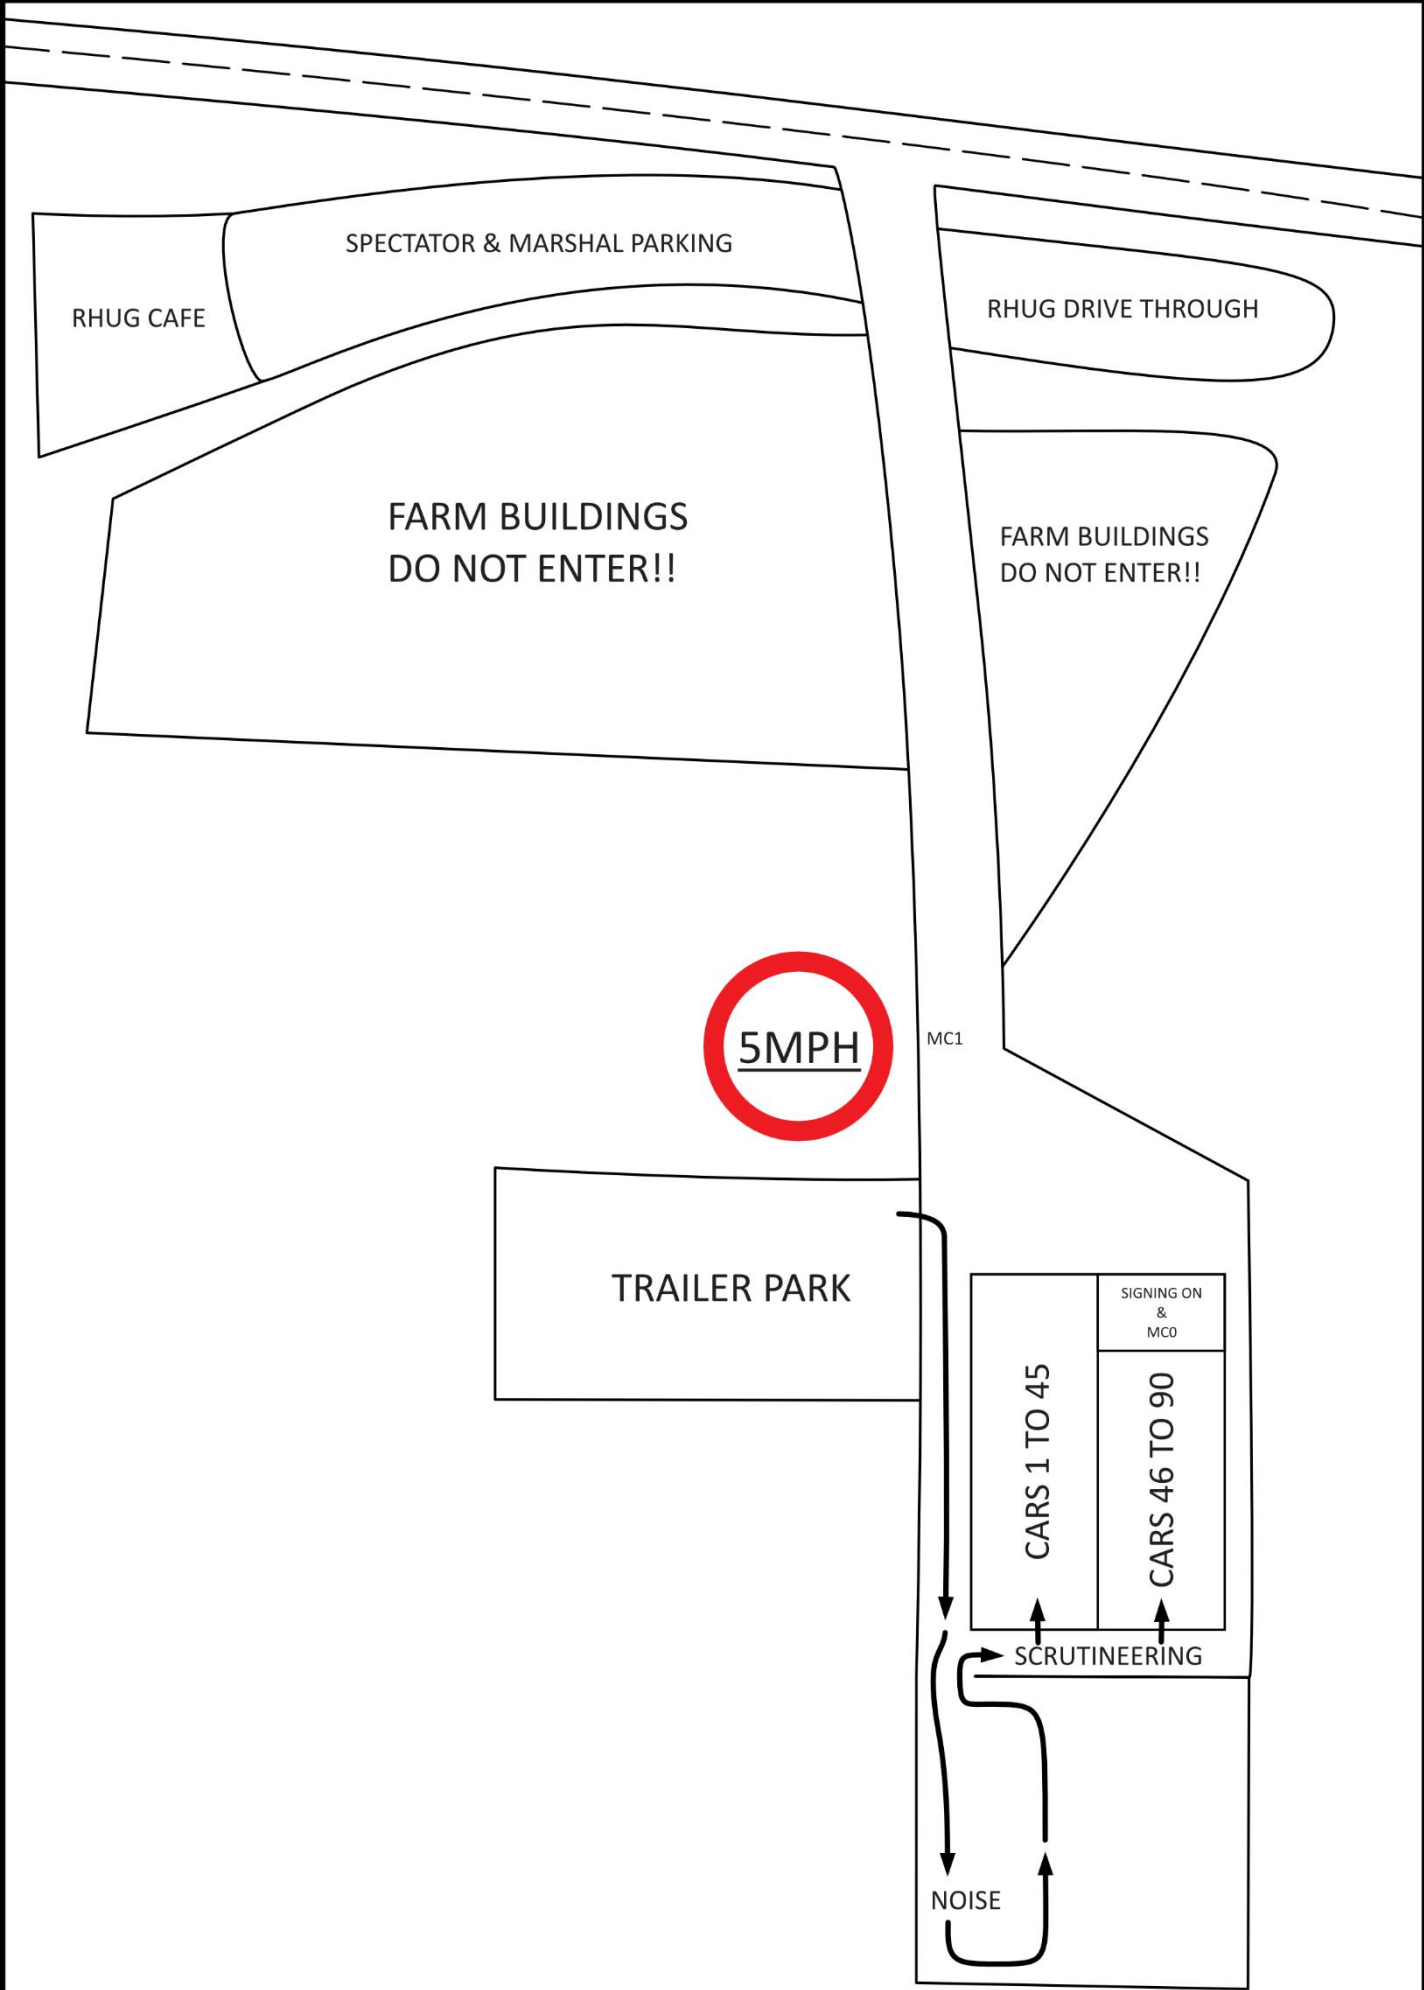 SPECTATOR & MARSHAL PARKING
RHUG CAFE
RHUG DRIVE THROUGH
FARM BUILDINGS
DO NOT ENTER!!
FARM BUILDINGS
DO NOT ENTER!!
5MPH
MC1
TRAILER PARK
SIGNING ON
&
MC0
CARS 1 TO 45
CARS 46 TO 90
SCRUTINEERING
NOISE